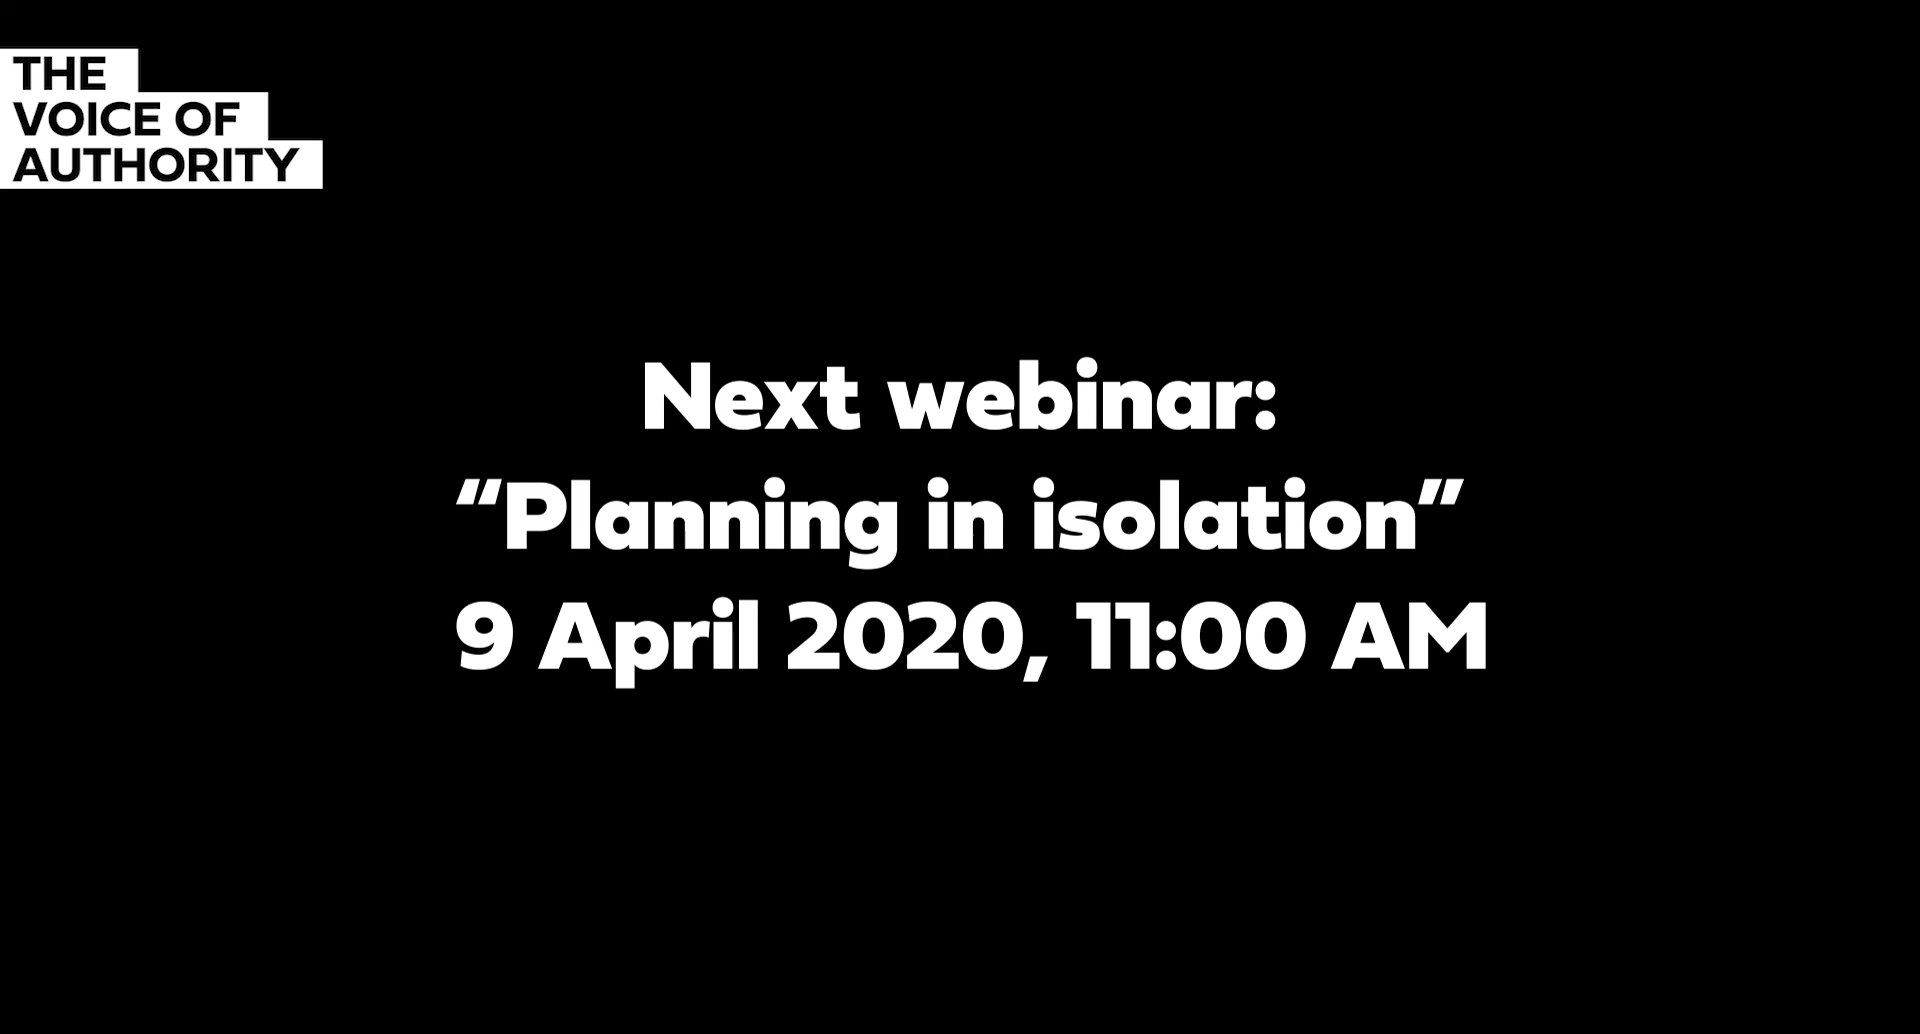 THE
VOICE OF
AUTHORITY
Next webinar:
“Planning in isolation”
9 April 2020, 11:00 AM